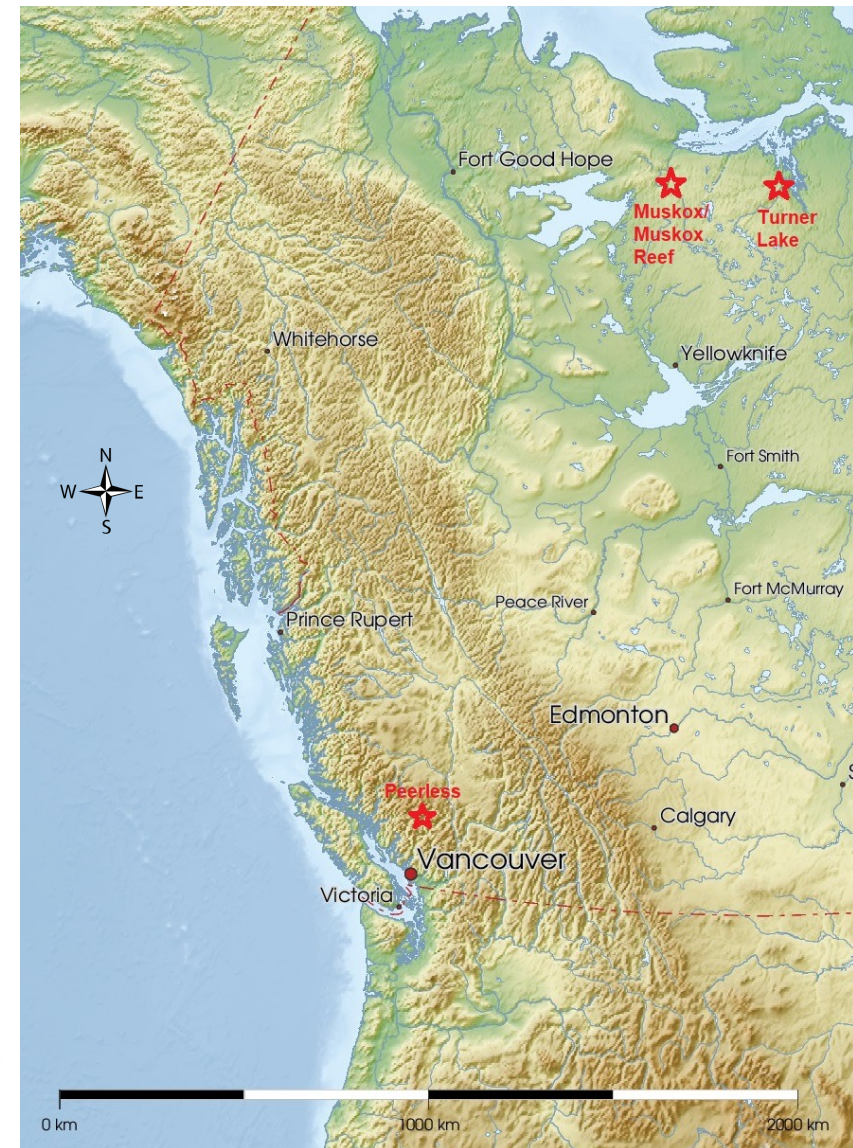 Fort Good Hope
Muskox/
Muskox
Reef
Turner
Lake
Whitehorse
Yellowknife
N
W E
S
Fort Smith
Peace River
Fort McMurray
Prince Rupert
Edmonton
S
Peerless
Calgary
Vancouver
Victoria
0 km 1000 km 2000 km